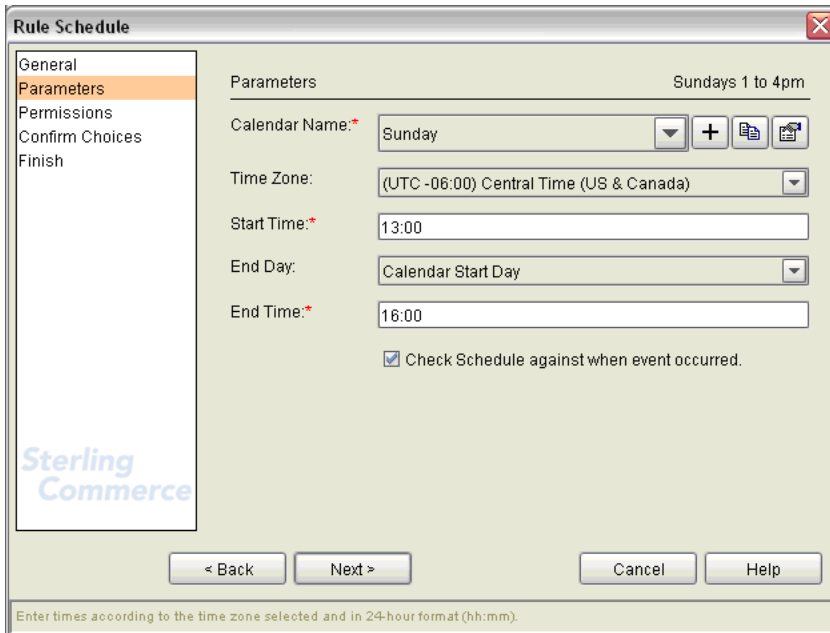 Rule Schedule
General
Parameters
Permissions
Confirm Choices
Finish
Sterling
Commerce
Parameters Sundays 1 to 4pm
Calendar Name:* Sunday
Time Zone: (UTC -06:00) Central Time (US & Canada)
Start Time:* 13:00
End Day: Calendar Start Day
End Time:* 16:00
Check Schedule against when event occurred.
< Back Next > Cancel Help
Enter times according to the time zone selected and in 24-hour format (hh:mm).